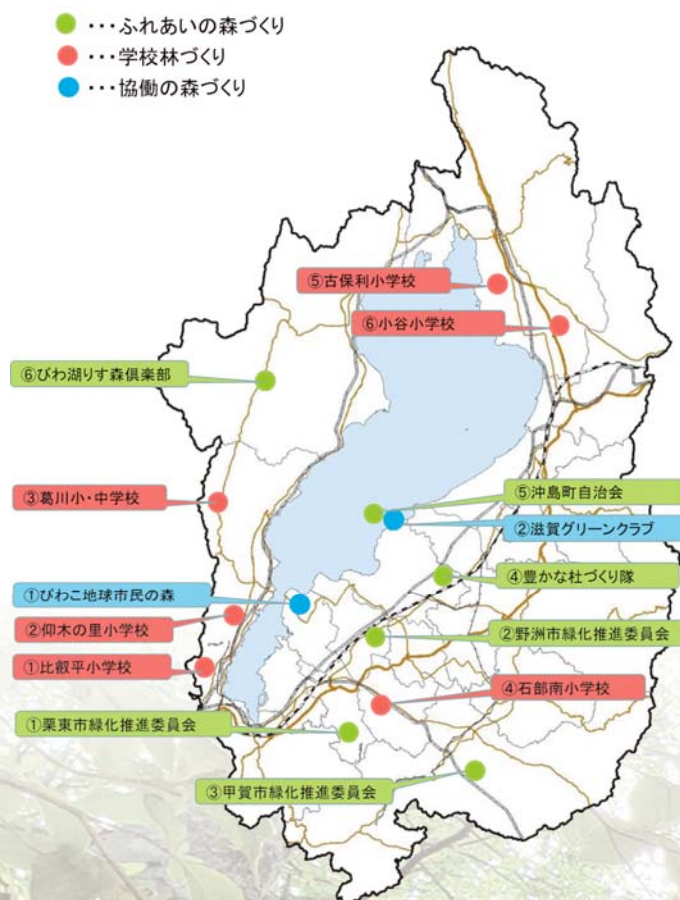 ・・・ふれあいの森づくり
・・・学校林づくり
・・・協働の森づくり
⑤古保利小学校
⑥小谷小学校
⑥びわ湖りす森倶楽部
③葛川小・中学校
⑤沖島町自治会
②滋賀グリーンクラブ
④豊かな杜づくり隊
①びわこ地球市民の森
②仰木の里小学校
②野洲市緑化推進委員会
①比叡平小学校
④石部南小学校
①栗東市緑化推進委員会
③甲賀市緑化推進委員会